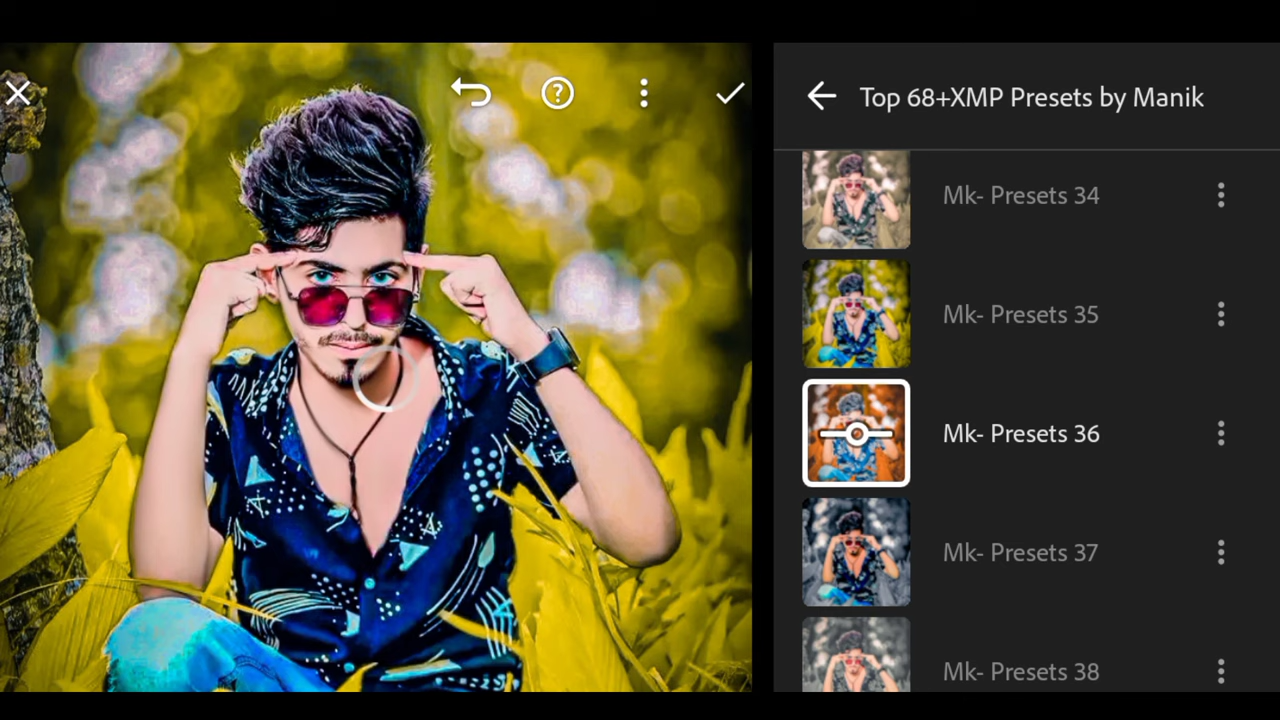 Top 68+XMP Presets by Manik
Mk- Presets 34
Mk- Presets 35
Mk- Presets 36
Mk- Presets 37
Mk- Presets 38